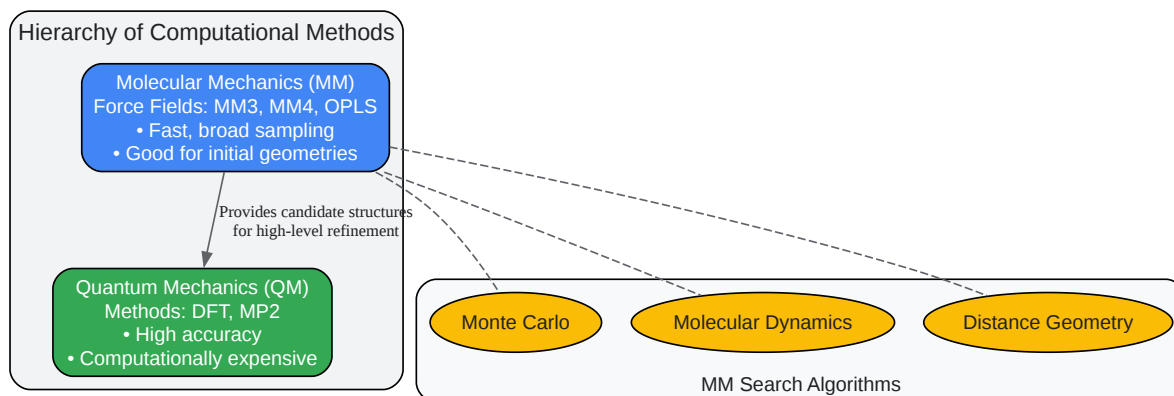 Hierarchy of Computational Methods
Molecular Mechanics (MM)
Force Fields: MM3, MM4, OPLS
• Fast, broad sampling
• Good for initial geometries
Provides candidate structures
for high-level refinement
Quantum Mechanics (QM)
Methods: DFT, MP2
• High accuracy
• Computationally expensive
Monte Carlo
Molecular Dynamics
Distance Geometry
MM Search Algorithms